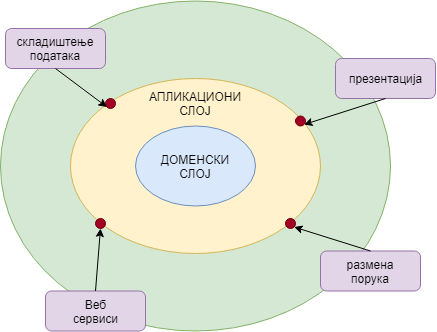 складиштење
података
презентација
АПЛИКАЦИОНИ
СЛОЈ
ДОМЕНСКИ
СЛОЈ
размена
порука
Веб
сервиси